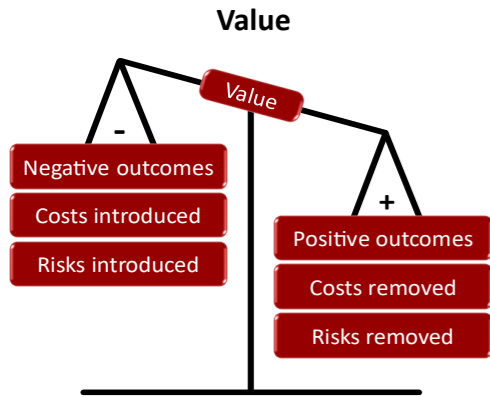 Value
Value
-
Negative outcomes
Costs introduced
Risks introduced
+
Positive outcomes
Costs removed
Risks removed